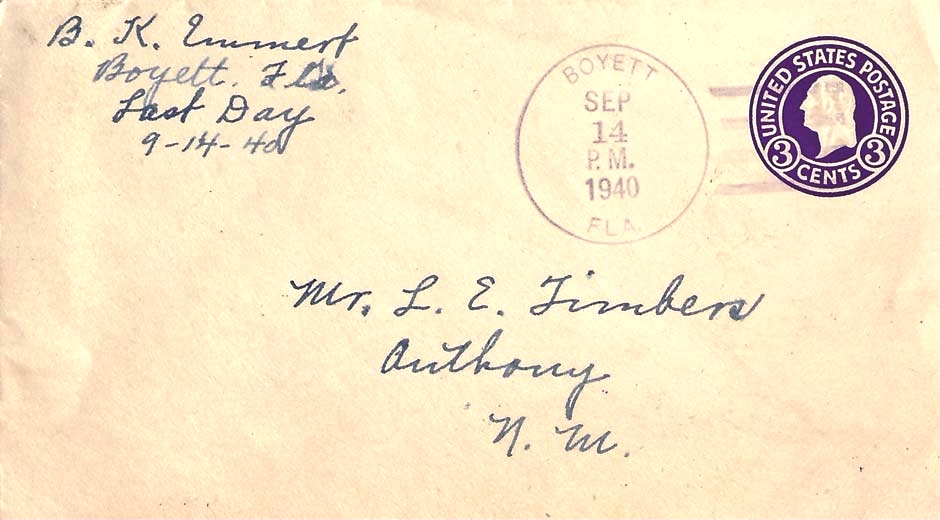 B. K. Emmert
Boyett, Fla.
Last Day
9-14-40
BOYETT
SEP
14
P.M.
1940
FLA.
UNITED STATES POSTAGE
3 CENTS 3
Mr. L. E. Timbers
Anthony
N. M.